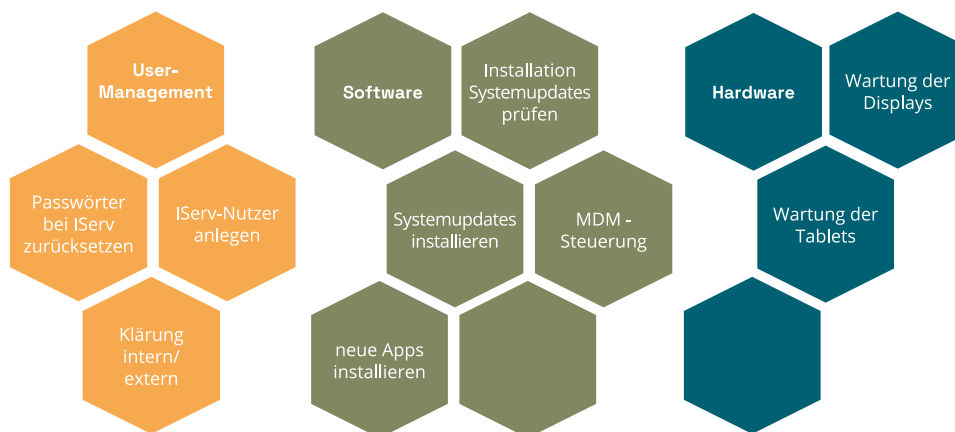 User-
Management
Passwörter
bei IServ
zurücksetzen
IServ-Nutzer
anlegen
Klärung
intern/
extern
Software
Installation
Systemupdates
prüfen
Systemupdates
installieren
MDM -
Steuerung
neue Apps
installieren
Hardware
Wartung der
Displays
Wartung der
Tablets